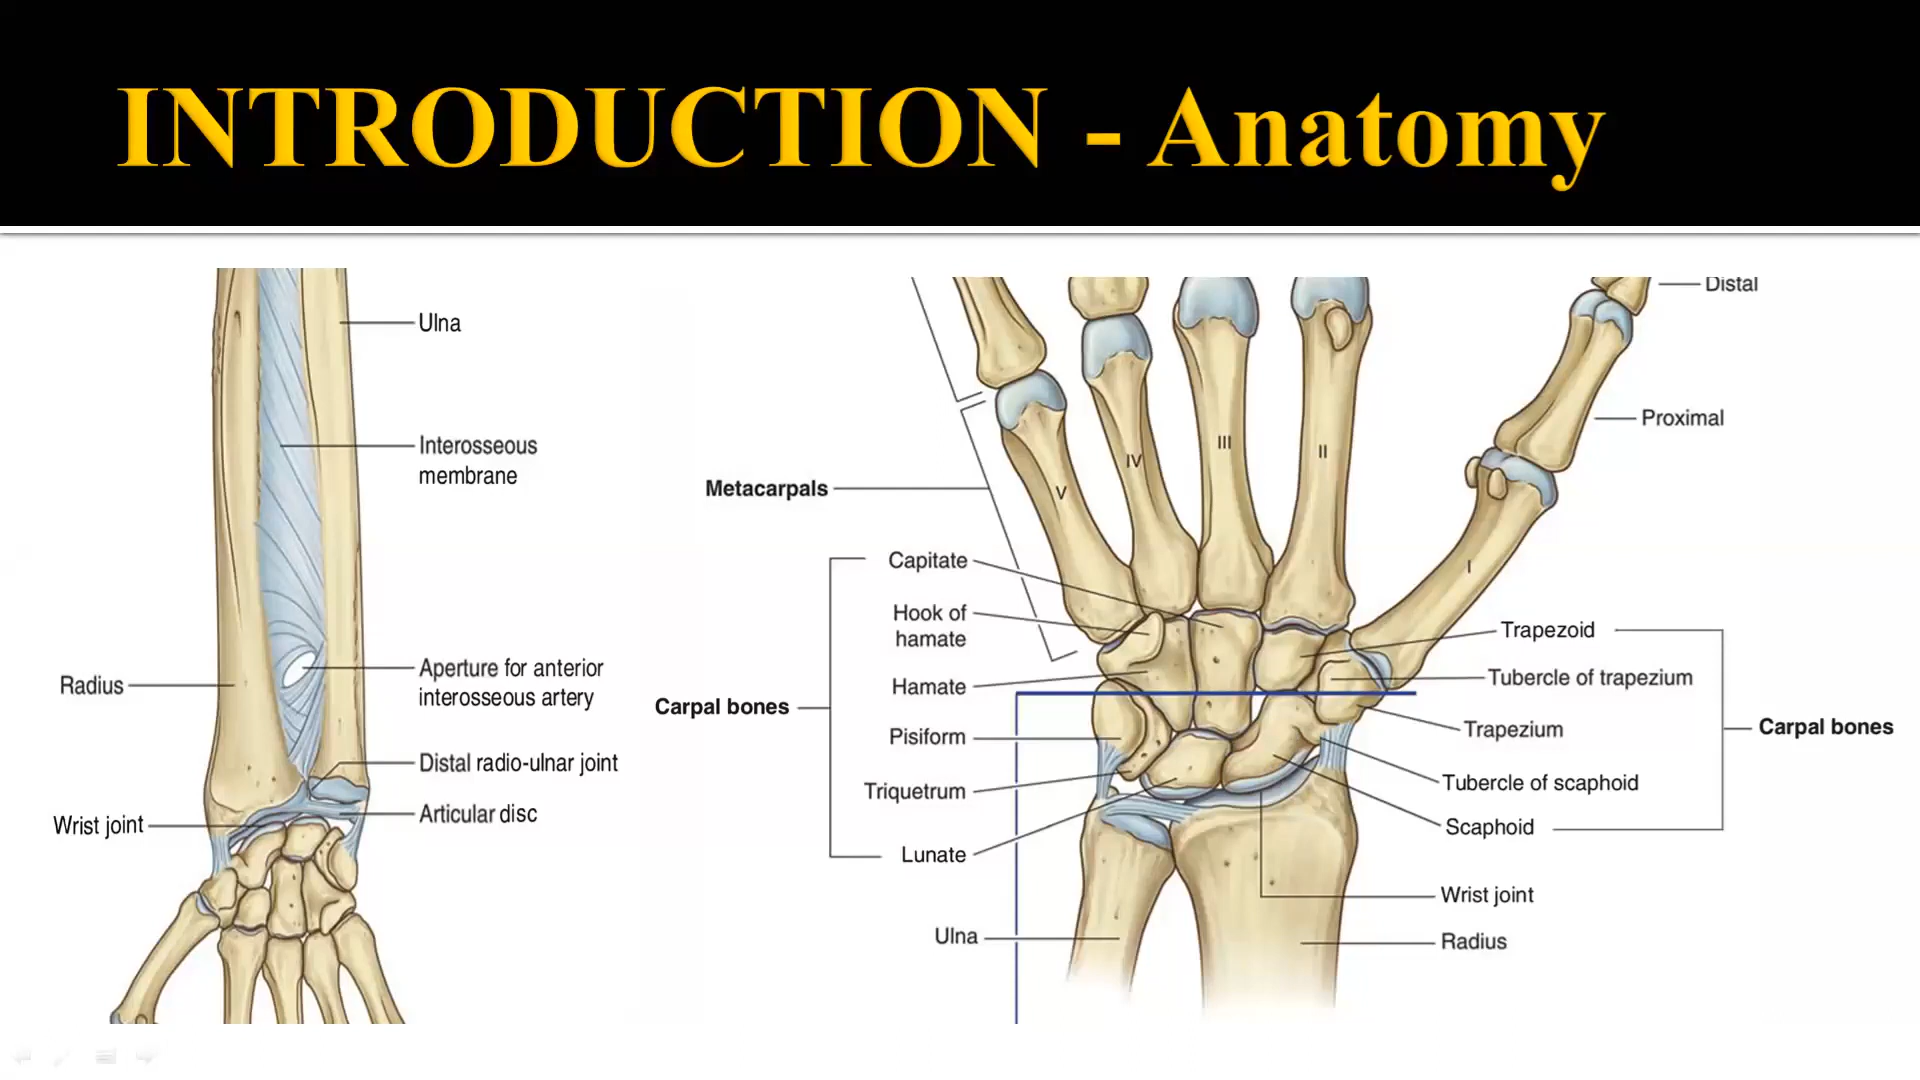 INTRODUCTION - Anatomy
Ulna
Interosseous
membrane
Radius
Aperture for anterior
interosseous artery
Distal radio-ulnar joint
Articular disc
Wrist joint
Distal
Proximal
Metacarpals
V
IV
III
II
I
Carpal bones
Capitate
Hook of
hamate
Hamate
Pisiform
Triquetrum
Lunate
Ulna
Trapezoid
Tubercle of trapezium
Trapezium
Tubercle of scaphoid
Scaphoid
Carpal bones
Wrist joint
Radius